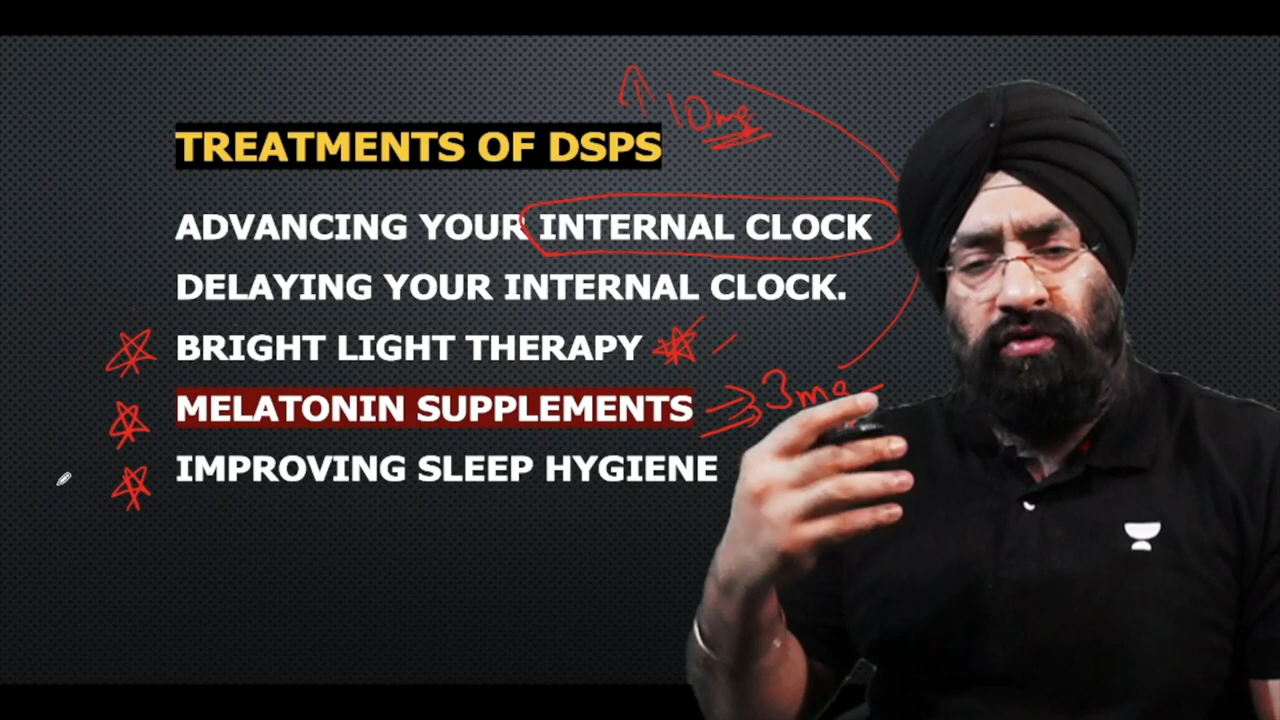 10mg
TREATMENTS OF DSPS
ADVANCING YOUR INTERNAL CLOCK
DELAYING YOUR INTERNAL CLOCK.
BRIGHT LIGHT THERAPY
MELATONIN SUPPLEMENTS 3mg
IMPROVING SLEEP HYGIENE